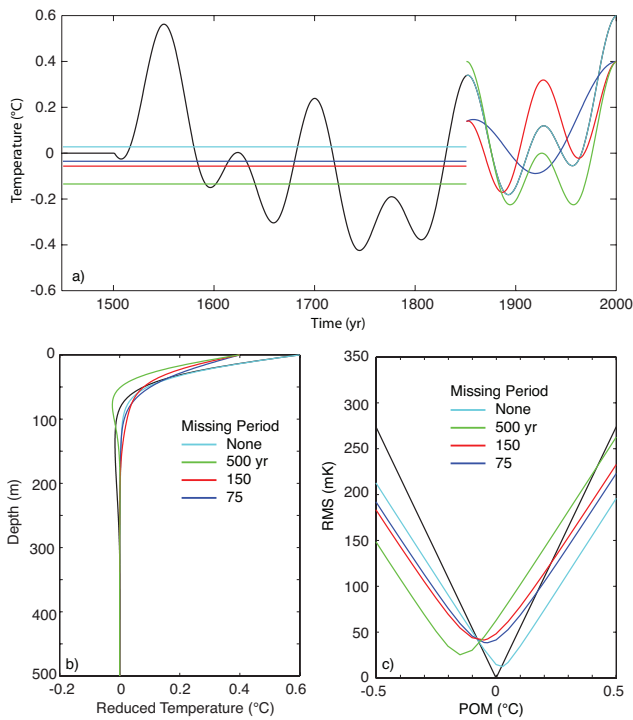 0.6
0.4
0.2
0
-0.2
-0.4
-0.6
Temperature (°C)
a)
1500
1600
1700
1800
1900
2000
Time (yr)
0
100
200
300
400
500
Depth (m)
Missing Period
None
500 yr
150
75
b)
-0.2
0
0.2
0.4
0.6
Reduced Temperature (°C)
350
300
250
200
150
100
50
0
RMS (mK)
Missing Period
None
500 yr
150
75
c)
-0.5
0
0.5
POM (°C)